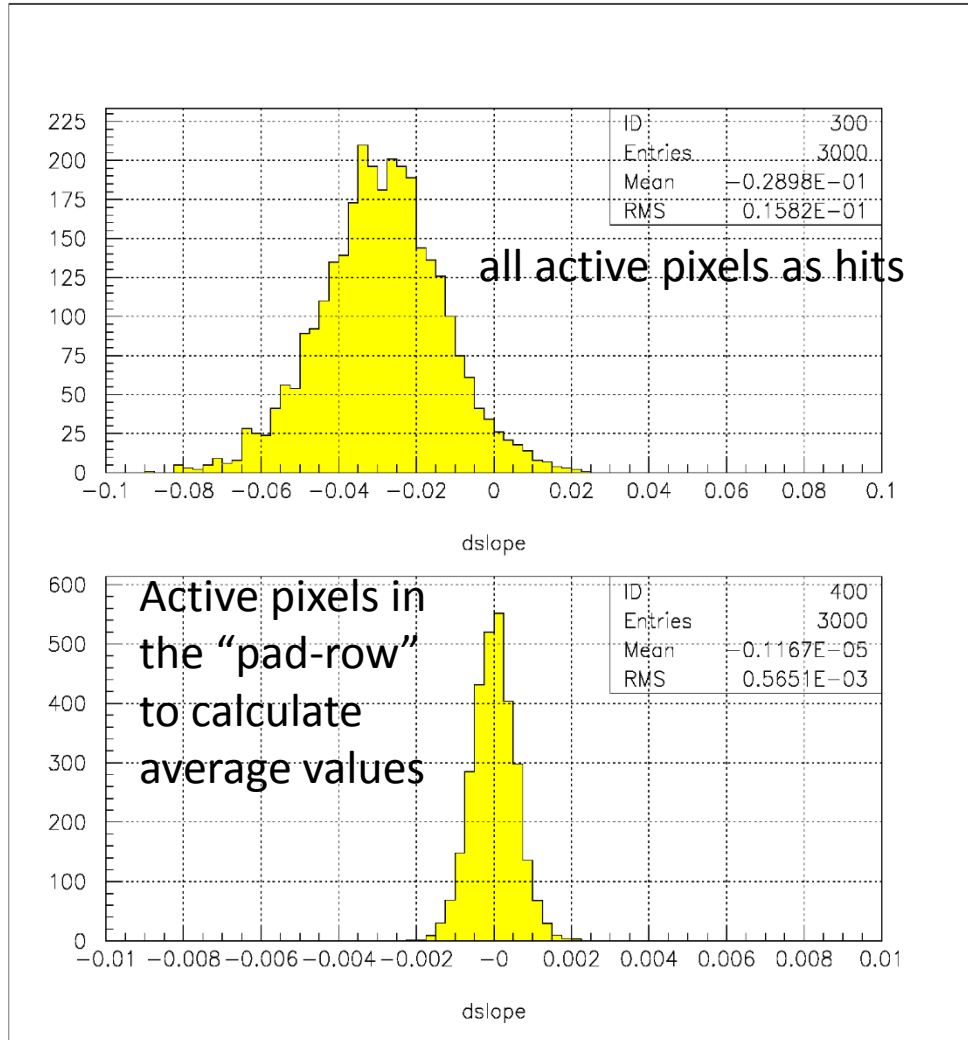 ID 300
Entries 3000
Mean -0.2898E-01
RMS 0.1582E-01
all active pixels as hits
225
200
175
150
125
100
75
50
25
0
-0.1 -0.08 -0.06 -0.04 -0.02 0 0.02 0.04 0.06 0.08 0.1
dslope
ID 400
Entries 3000
Mean -0.1167E-05
RMS 0.5651E-03
Active pixels in
the “pad-row”
to calculate
average values
600
500
400
300
200
100
0
-0.01 -0.008 -0.006 -0.004 -0.002 -0 0.002 0.004 0.006 0.008 0.01
dslope